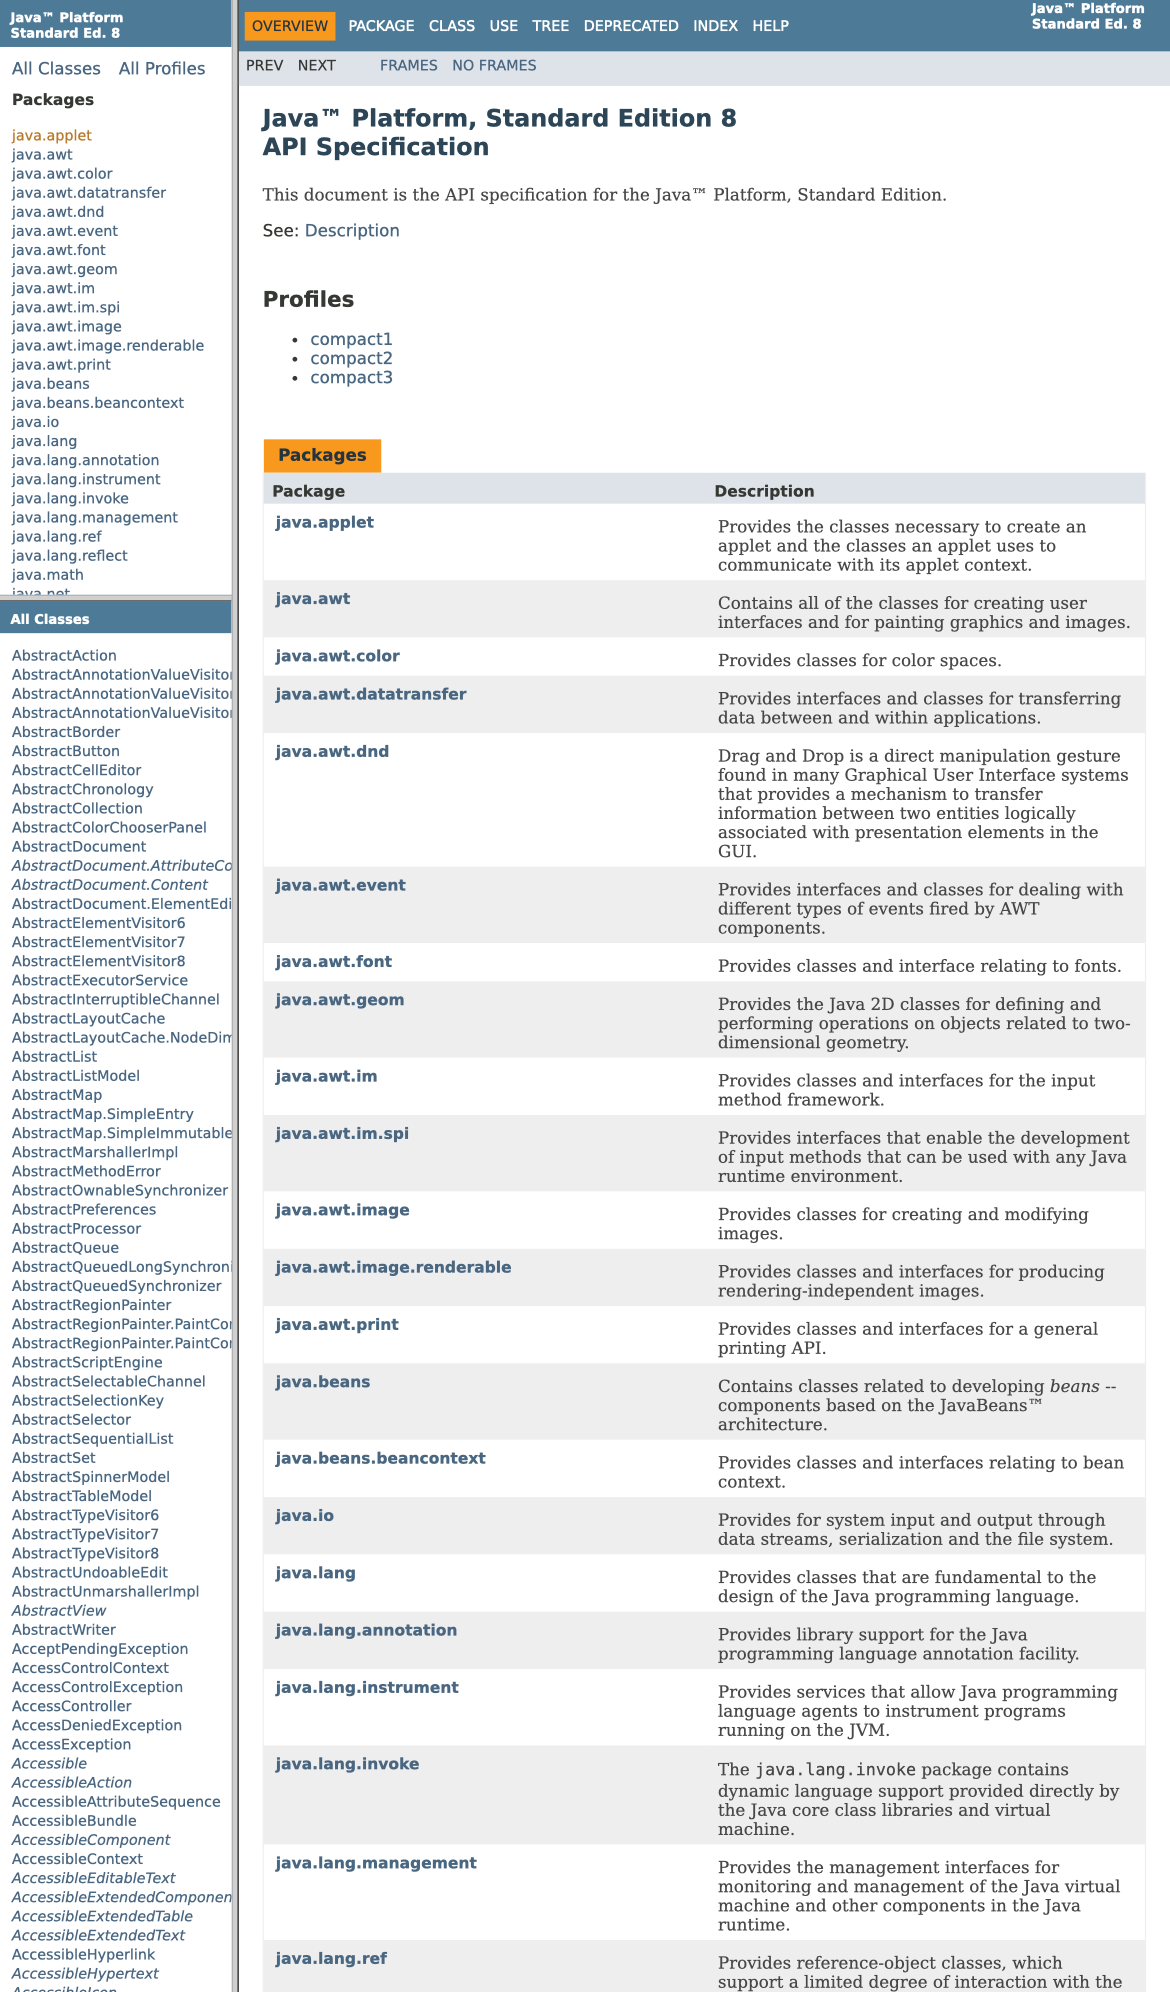 Java™ Platform
Standard Ed. 8
All Classes All Profiles
Packages
java.applet
java.awt
java.awt.color
java.awt.datatransfer
java.awt.dnd
java.awt.event
java.awt.font
java.awt.geom
java.awt.im
java.awt.im.spi
java.awt.image
java.awt.image.renderable
java.awt.print
java.beans
java.beans.beancontext
java.io
java.lang
java.lang.annotation
java.lang.instrument
java.lang.invoke
java.lang.management
java.lang.ref
java.lang.reflect
java.math
java.net
All Classes
AbstractAction
AbstractAnnotationValueVisitor
AbstractAnnotationValueVisitor
AbstractAnnotationValueVisitor
AbstractBorder
AbstractButton
AbstractCellEditor
AbstractChronology
AbstractCollection
AbstractColorChooserPanel
AbstractDocument
AbstractDocument.AttributeCo
AbstractDocument.Content
AbstractDocument.ElementEdi
AbstractElementVisitor6
AbstractElementVisitor7
AbstractElementVisitor8
AbstractExecutorService
AbstractInterruptibleChannel
AbstractLayoutCache
AbstractLayoutCache.NodeDim
AbstractList
AbstractListModel
AbstractMap
AbstractMap.SimpleEntry
AbstractMap.SimpleImmutable
AbstractMarshallerImpl
AbstractMethodError
AbstractOwnableSynchronizer
AbstractPreferences
AbstractProcessor
AbstractQueue
AbstractQueuedLongSynchroni
AbstractQueuedSynchronizer
AbstractRegionPainter
AbstractRegionPainter.PaintCon
AbstractRegionPainter.PaintCon
AbstractScriptEngine
AbstractSelectableChannel
AbstractSelectionKey
AbstractSelector
AbstractSequentialList
AbstractSet
AbstractSpinnerModel
AbstractTableModel
AbstractTypeVisitor6
AbstractTypeVisitor7
AbstractTypeVisitor8
AbstractUndoableEdit
AbstractUnmarshallerImpl
AbstractView
AbstractWriter
AcceptPendingException
AccessControlContext
AccessControlException
AccessController
AccessDeniedException
AccessException
Accessible
AccessibleAction
AccessibleAttributeSequence
AccessibleBundle
AccessibleComponent
AccessibleContext
AccessibleEditableText
AccessibleExtendedComponen
AccessibleExtendedTable
AccessibleExtendedText
AccessibleHyperlink
AccessibleHypertext
AccessibleIcon
OVERVIEW PACKAGE CLASS USE TREE DEPRECATED INDEX HELP
Java™ Platform
Standard Ed. 8
PREV NEXT FRAMES NO FRAMES
Java™ Platform, Standard Edition 8
API Specification
This document is the API specification for the Java™ Platform, Standard Edition.
See: Description
Profiles
• compact1
• compact2
• compact3
Packages
Package Description
java.applet Provides the classes necessary to create an
applet and the classes an applet uses to
communicate with its applet context.
java.awt Contains all of the classes for creating user
interfaces and for painting graphics and images.
java.awt.color Provides classes for color spaces.
java.awt.datatransfer Provides interfaces and classes for transferring
data between and within applications.
java.awt.dnd Drag and Drop is a direct manipulation gesture
found in many Graphical User Interface systems
that provides a mechanism to transfer
information between two entities logically
associated with presentation elements in the
GUI.
java.awt.event Provides interfaces and classes for dealing with
different types of events fired by AWT
components.
java.awt.font Provides classes and interface relating to fonts.
java.awt.geom Provides the Java 2D classes for defining and
performing operations on objects related to two-
dimensional geometry.
java.awt.im Provides classes and interfaces for the input
method framework.
java.awt.im.spi Provides interfaces that enable the development
of input methods that can be used with any Java
runtime environment.
java.awt.image Provides classes for creating and modifying
images.
java.awt.image.renderable Provides classes and interfaces for producing
rendering-independent images.
java.awt.print Provides classes and interfaces for a general
printing API.
java.beans Contains classes related to developing beans --
components based on the JavaBeans™
architecture.
java.beans.beancontext Provides classes and interfaces relating to bean
context.
java.io Provides for system input and output through
data streams, serialization and the file system.
java.lang Provides classes that are fundamental to the
design of the Java programming language.
java.lang.annotation Provides library support for the Java
programming language annotation facility.
java.lang.instrument Provides services that allow Java programming
language agents to instrument programs
running on the JVM.
java.lang.invoke The java.lang.invoke package contains
dynamic language support provided directly by
the Java core class libraries and virtual
machine.
java.lang.management Provides the management interfaces for
monitoring and management of the Java virtual
machine and other components in the Java
runtime.
java.lang.ref Provides reference-object classes, which
support a limited degree of interaction with the